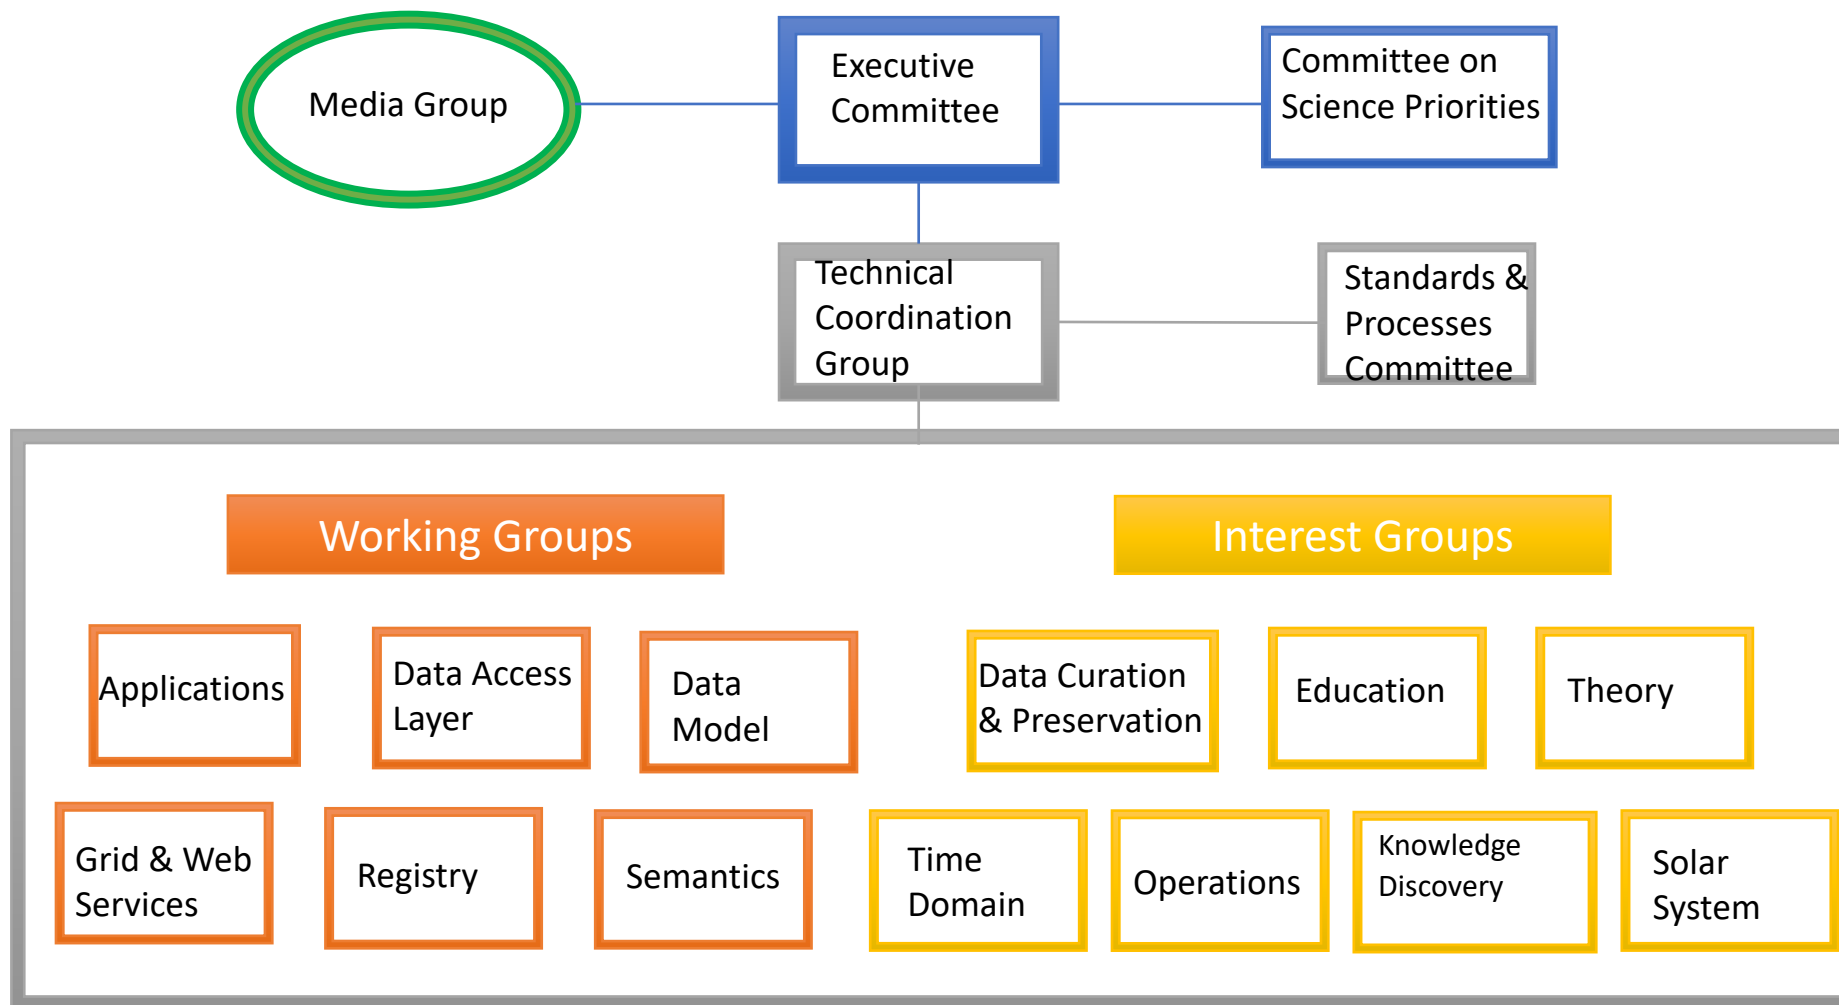 Media Group
Executive
Committee
Committee on
Science Priorities
Technical
Coordination
Group
Standards &
Processes
Committee
Working Groups
Interest Groups
Applications
Data Access
Layer
Data
Model
Data Curation
& Preservation
Education
Theory
Grid & Web
Services
Registry
Semantics
Time
Domain
Operations
Knowledge
Discovery
Solar
System